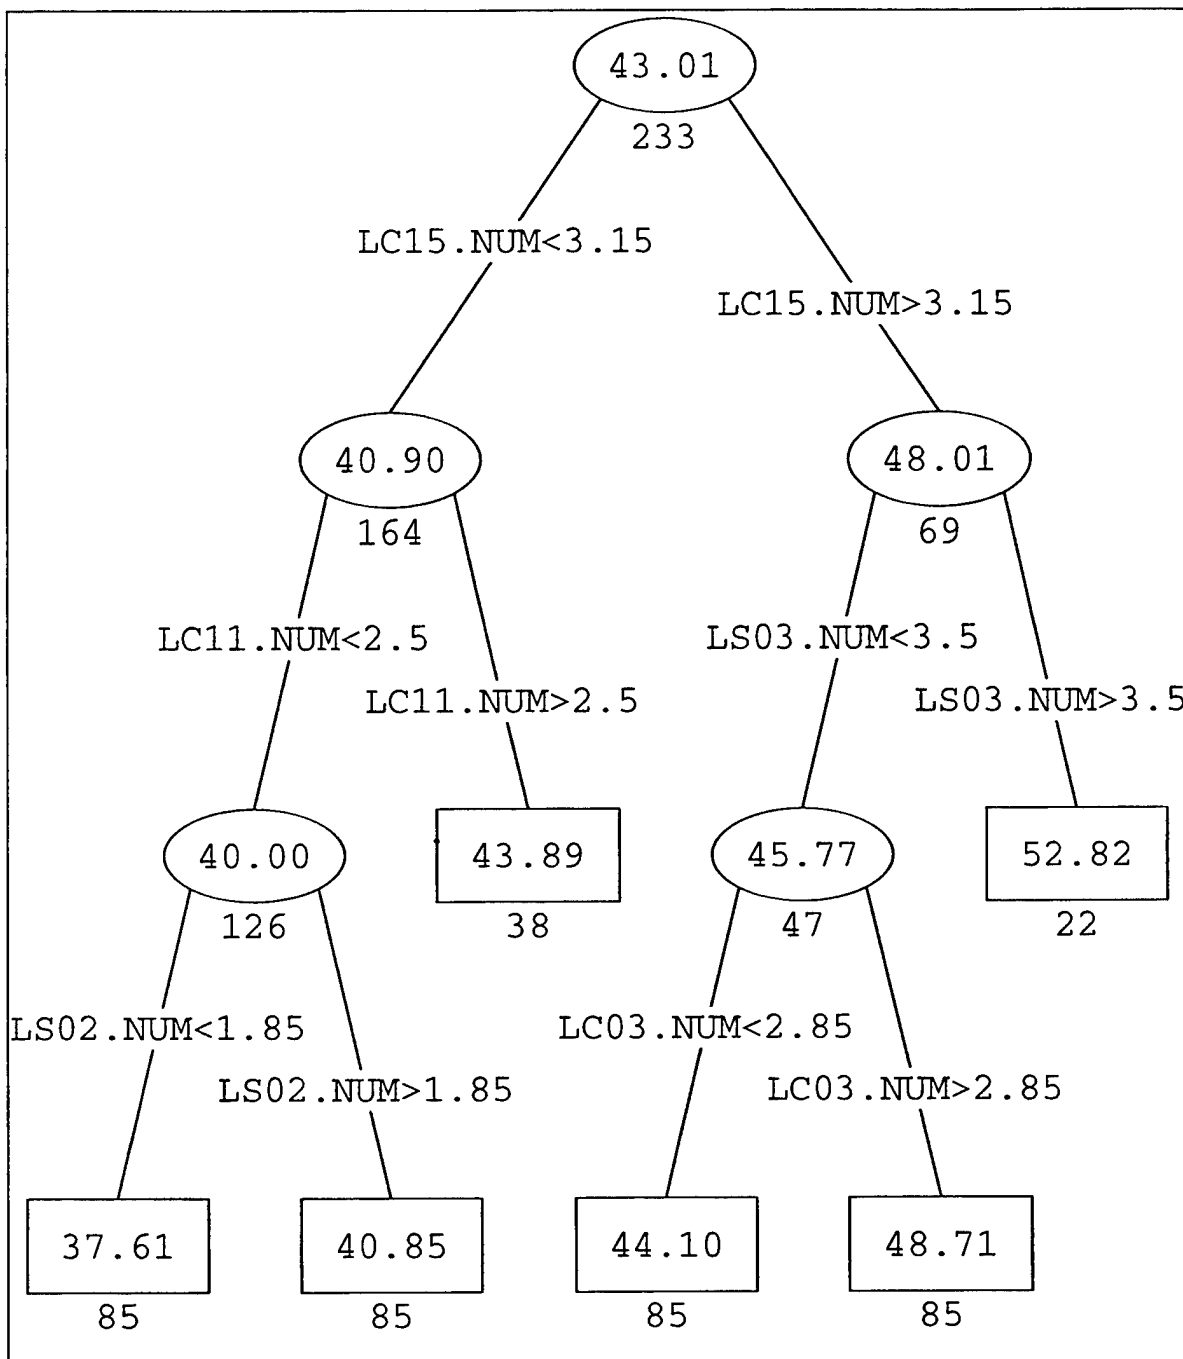 43.01
233
LC15.NUM<3.15
LC15.NUM>3.15
40.90
164
48.01
69
LC11.NUM<2.5
LC11.NUM>2.5
LS03.NUM<3.5
LS03.NUM>3.5
40.00
126
43.89
38
45.77
47
52.82
22
LS02.NUM<1.85
LS02.NUM>1.85
LC03.NUM<2.85
LC03.NUM>2.85
37.61
85
40.85
85
44.10
85
48.71
85